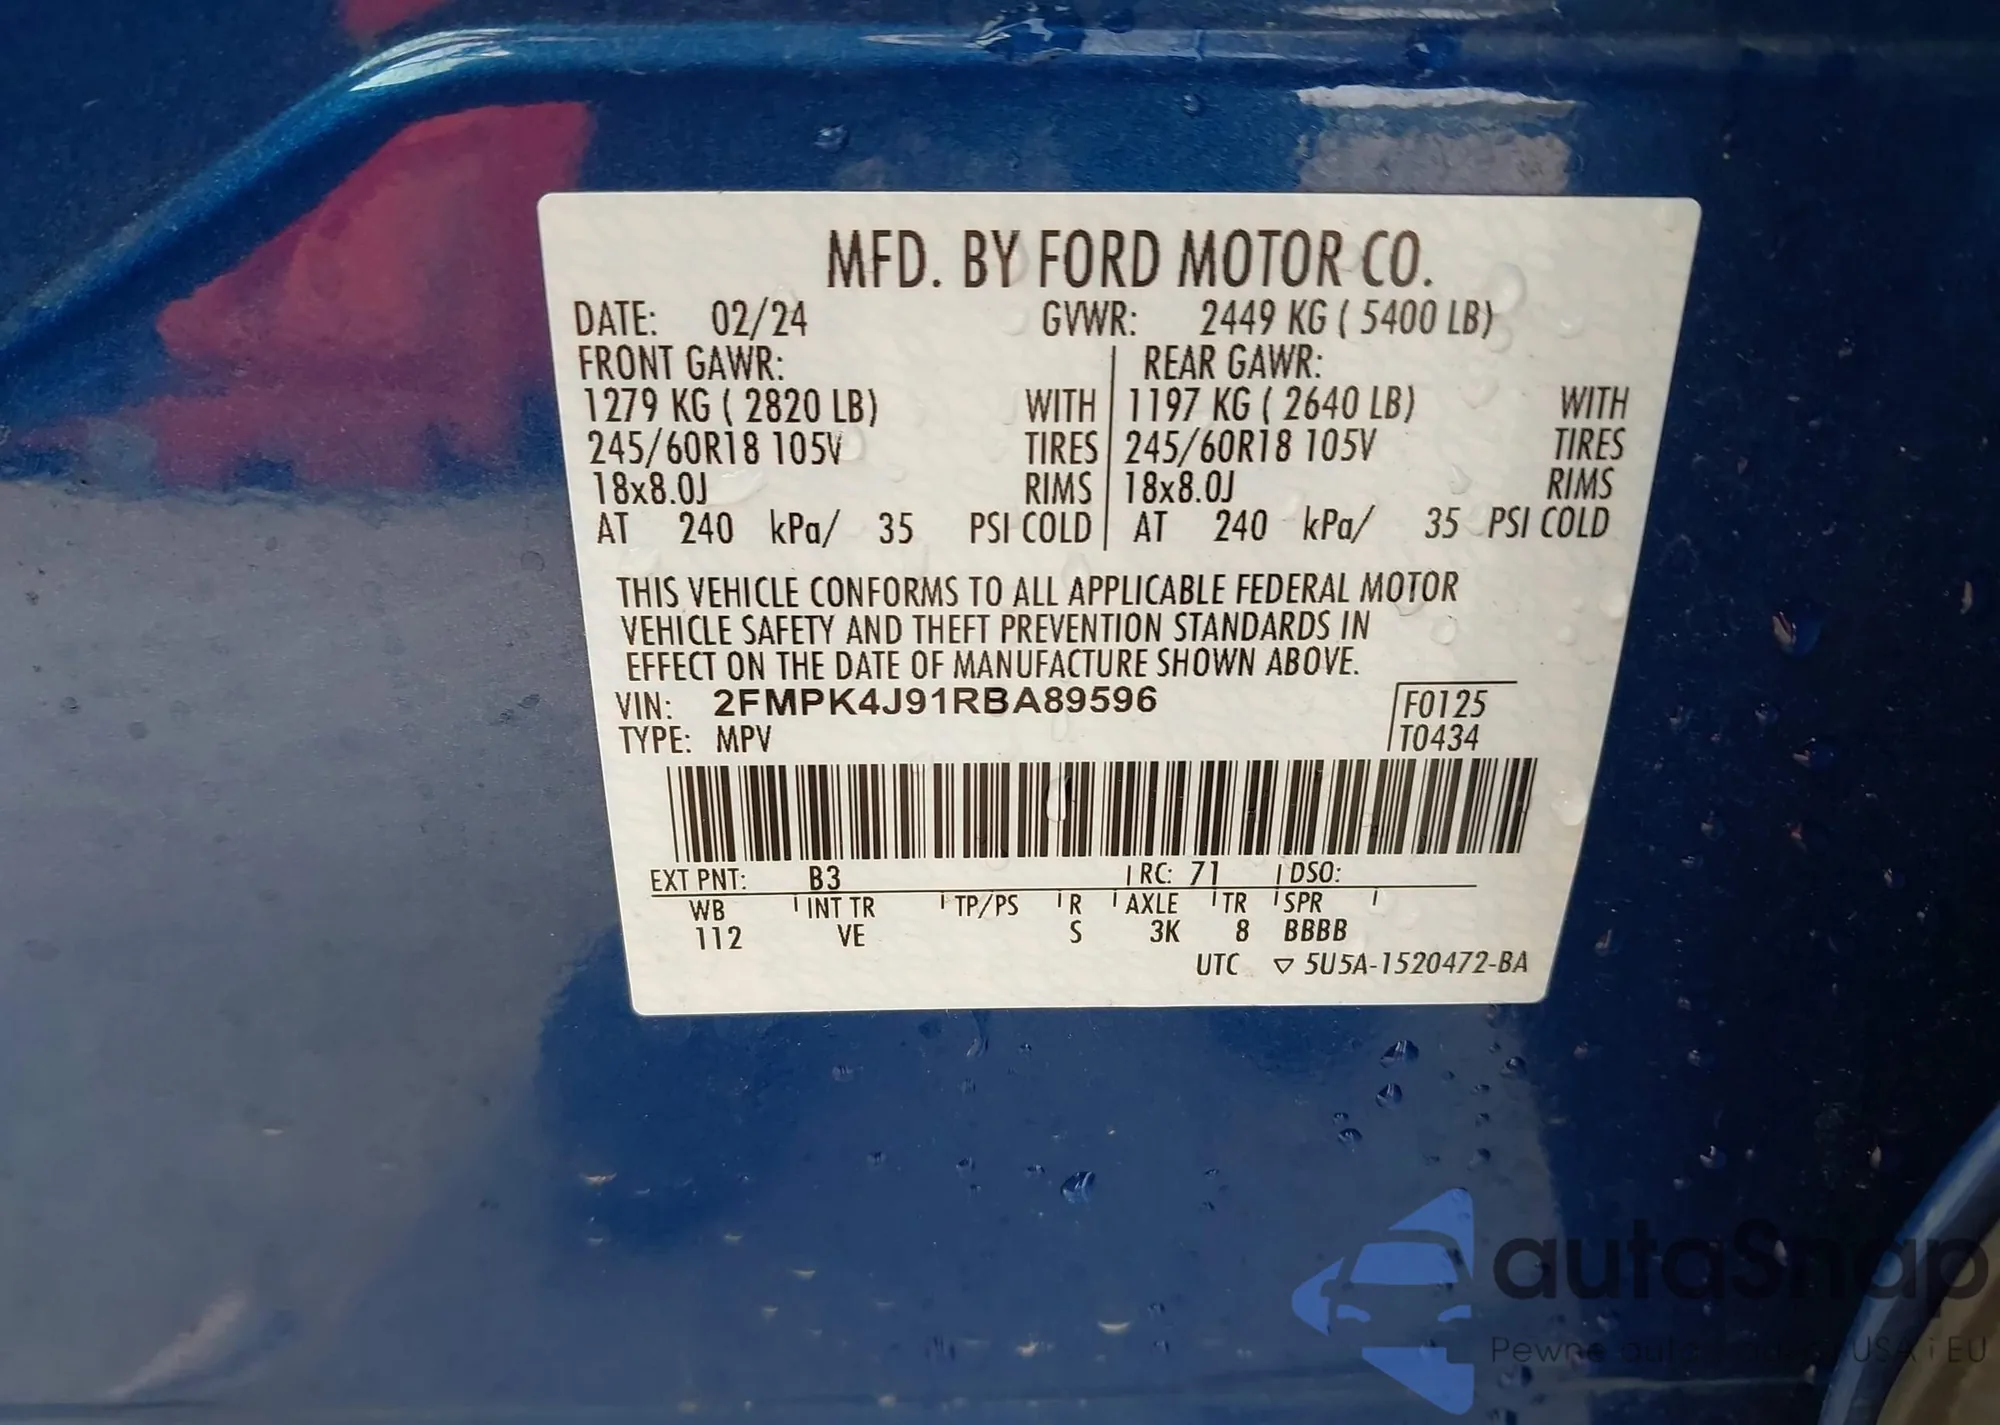 MFD. BY FORD MOTOR CO.
DATE: 02/24 GVWR: 2449 KG ( 5400 LB)
FRONT GAWR: REAR GAWR:
1279 KG ( 2820 LB) WITH 1197 KG ( 2640 LB) WITH
245/60R18 105V TIRES 245/60R18 105V TIRES
18x8.0J RIMS 18x8.0J RIMS
AT 240 kPa/ 35 PSI COLD AT 240 kPa/ 35 PSI COLD
THIS VEHICLE CONFORMS TO ALL APPLICABLE FEDERAL MOTOR
VEHICLE SAFETY AND THEFT PREVENTION STANDARDS IN
EFFECT ON THE DATE OF MANUFACTURE SHOWN ABOVE.
VIN: 2FMPK4J91RBA89596 F0125
TYPE: MPV T0434
EXT PNT: B3 RC: 71 DSO:
WB INT TR TP/PS R AXLE TR SPR
112 VE S 3K 8 BBBB
UTC ▽ 5U5A-1520472-BA
autaSnap
Pewne auta USA i EU